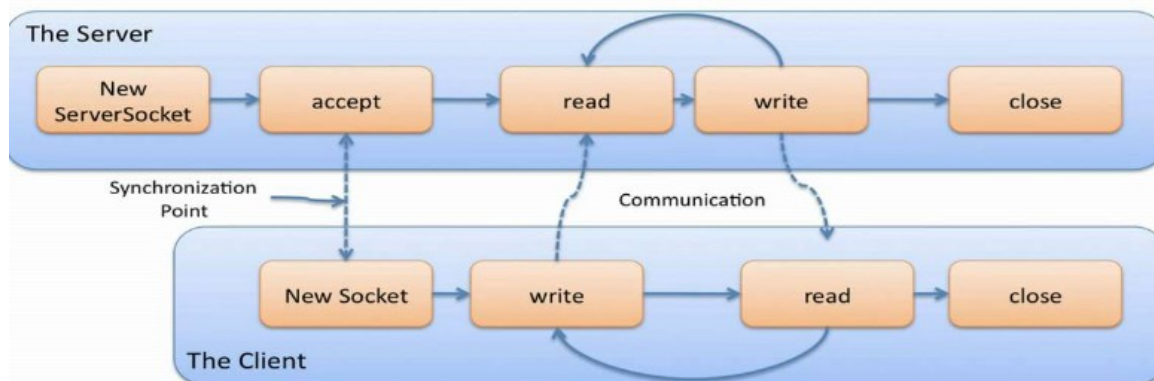 The Server
New
ServerSocket
accept
read
write
close
Synchronization
Point
Communication
New Socket
write
read
close
The Client